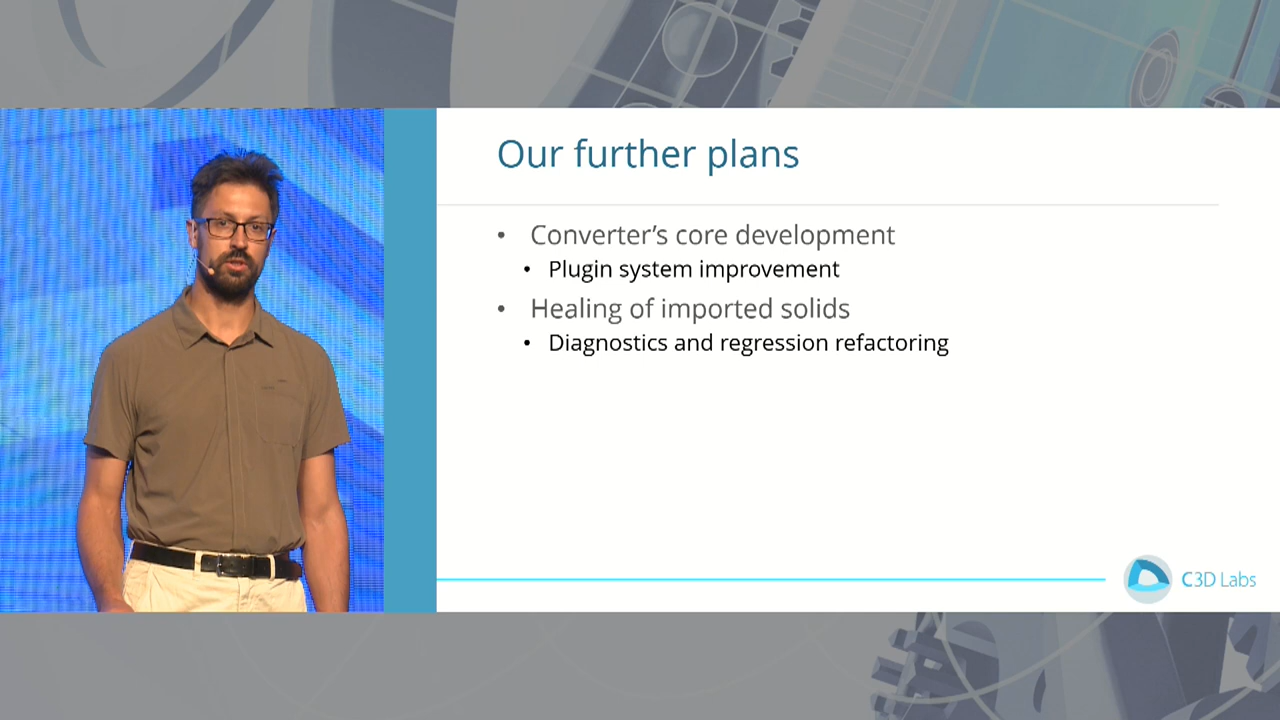 Our further plans
• Converter's core development
• Plugin system improvement
• Healing of imported solids
• Diagnostics and regression refactoring
C3D Labs